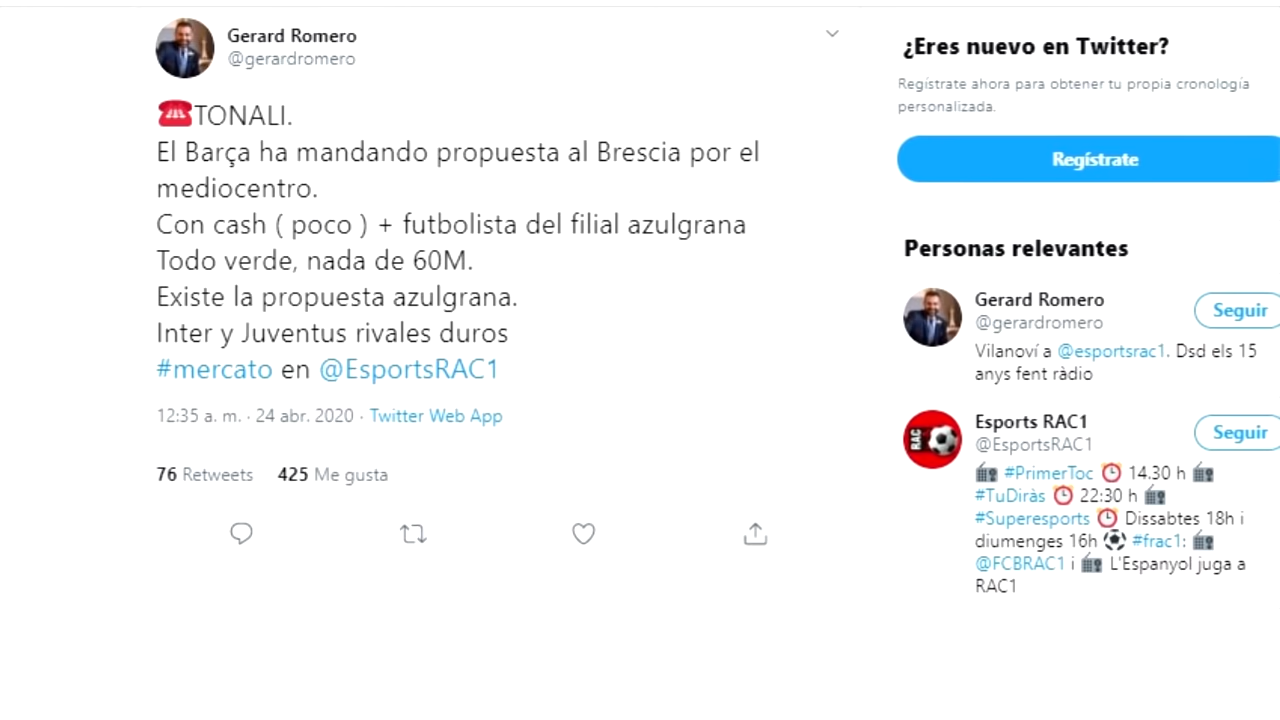 Gerard Romero
@gerardromero
☎️TONALI.
El Barça ha mandando propuesta al Brescia por el
mediocentro.
Con cash ( poco ) + futbolista del filial azulgrana
Todo verde, nada de 60M.
Existe la propuesta azulgrana.
Inter y Juventus rivales duros
#mercato en @EsportsRAC1
12:35 a. m. · 24 abr. 2020 · Twitter Web App
76 Retweets 425 Me gusta
¿Eres nuevo en Twitter?
Regístrate ahora para obtener tu propia cronología
personalizada.
Regístrate
Personas relevantes
Gerard Romero
@gerardromero
Seguir
Vilanoví a @esportsrac1. Dsd els 15
anys fent ràdio
RAC
Esports RAC1
@EsportsRAC1
Seguir
📻 #PrimerToc ⏰ 14.30 h 📻
#TuDiràs ⏰ 22:30 h 📻
#Superesports ⏰ Dissabtes 18h i
diumenges 16h ⚽ #frac1: 📻
@FCBRAC1 i 📻 L'Espanyol juga a
RAC1